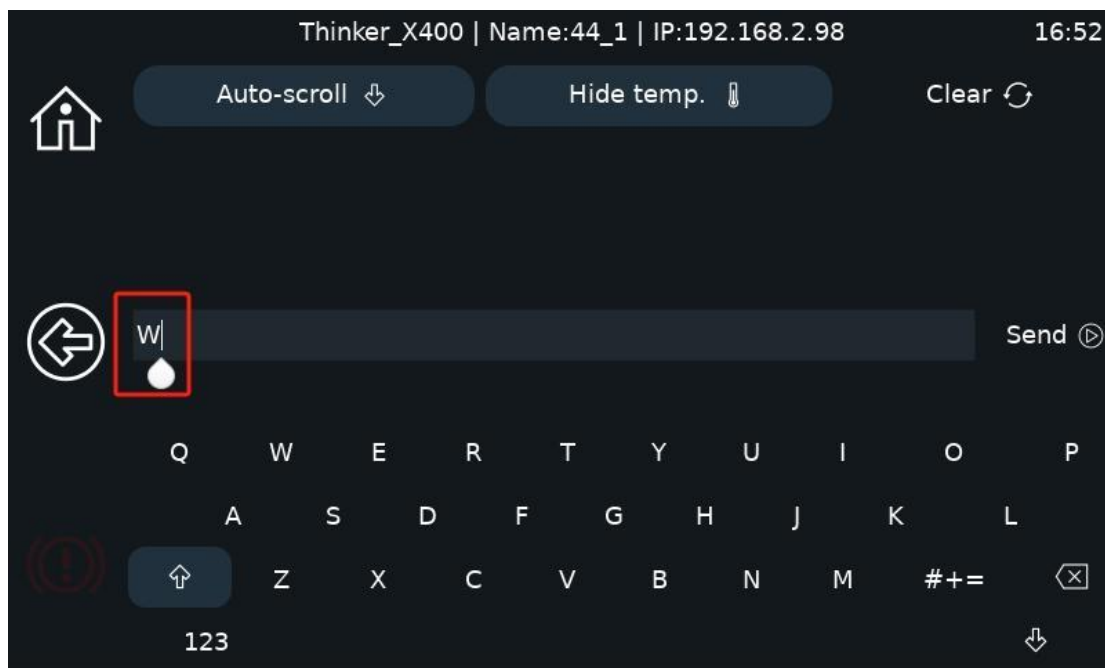 Thinker_X400 | Name:44_1 | IP:192.168.2.98 16:52
Auto-scroll Hide temp. Clear
W
Send
Q W E R T Y U I O P
A S D F G H J K L
Z X C V B N M #+=
123